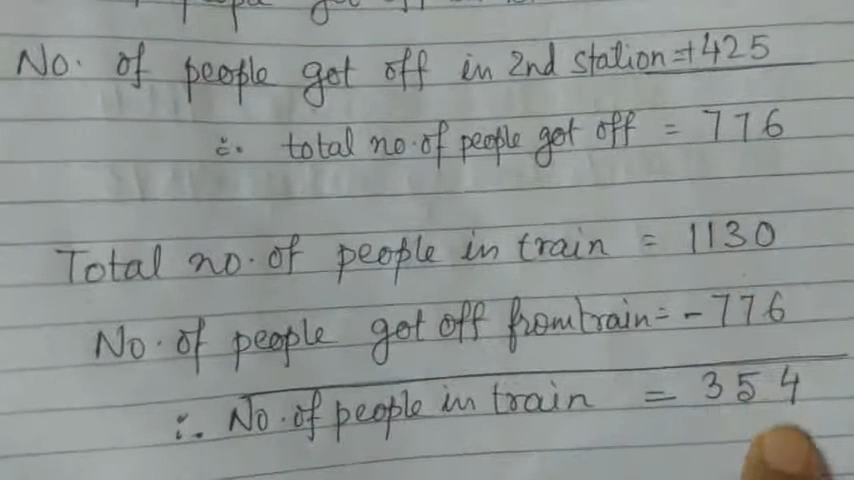 No. of people got off in 2nd station=+425
∴ total no.of people got off = 776
Total no.of people in train = 1130
No.of people got off from train=-776
∴ No.of people in train = 354